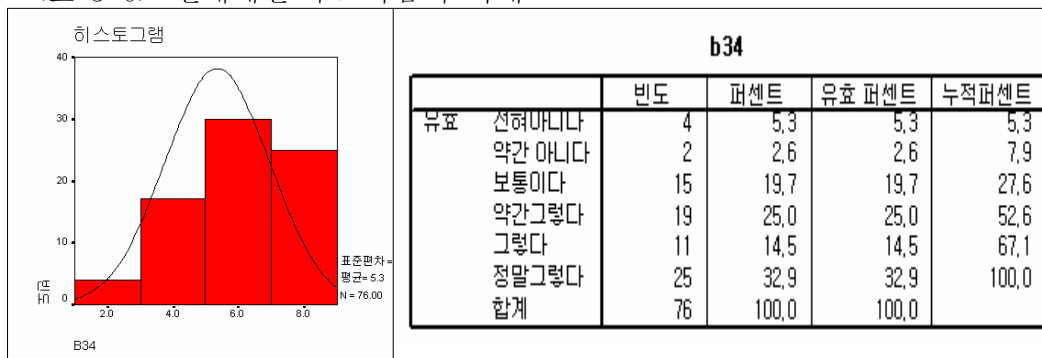 히스토그램
40
30
20
10
0
빈도
2.0 4.0 6.0 8.0
표준편차 =
평균= 5.3
N = 76.00
B34
b34
빈도 퍼센트 유효 퍼센트 누적퍼센트
유효 전혀아니다 4 5,3 5,3 5,3
약간 아니다 2 2,6 2,6 7,9
보통이다 15 19,7 19,7 27,6
약간그렇다 19 25,0 25,0 52,6
그렇다 11 14,5 14,5 67,1
정말그렇다 25 32,9 32,9 100,0
합계 76 100,0 100,0